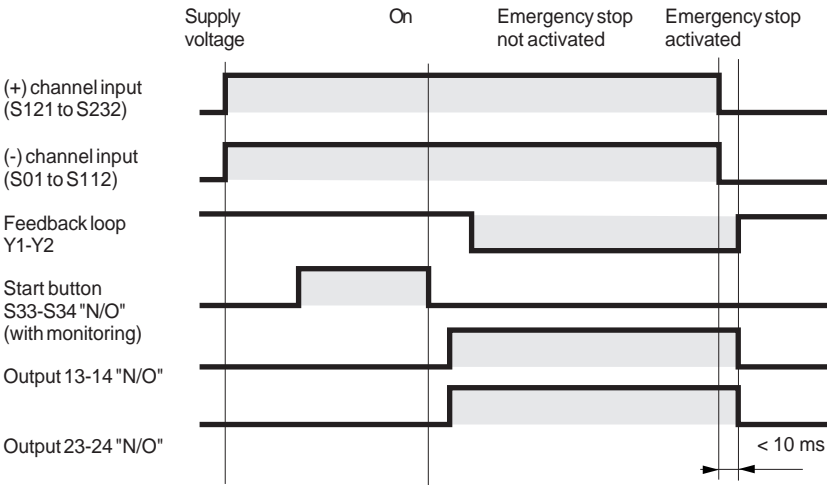 Supply
voltage
On
Emergency stop
not activated
Emergency stop
activated
(+) channel input
(S121 to S232)
(-) channel input
(S01 to S112)
Feedback loop
Y1-Y2
Start button
S33-S34 "N/O"
(with monitoring)
Output 13-14 "N/O"
Output 23-24 "N/O"
< 10 ms